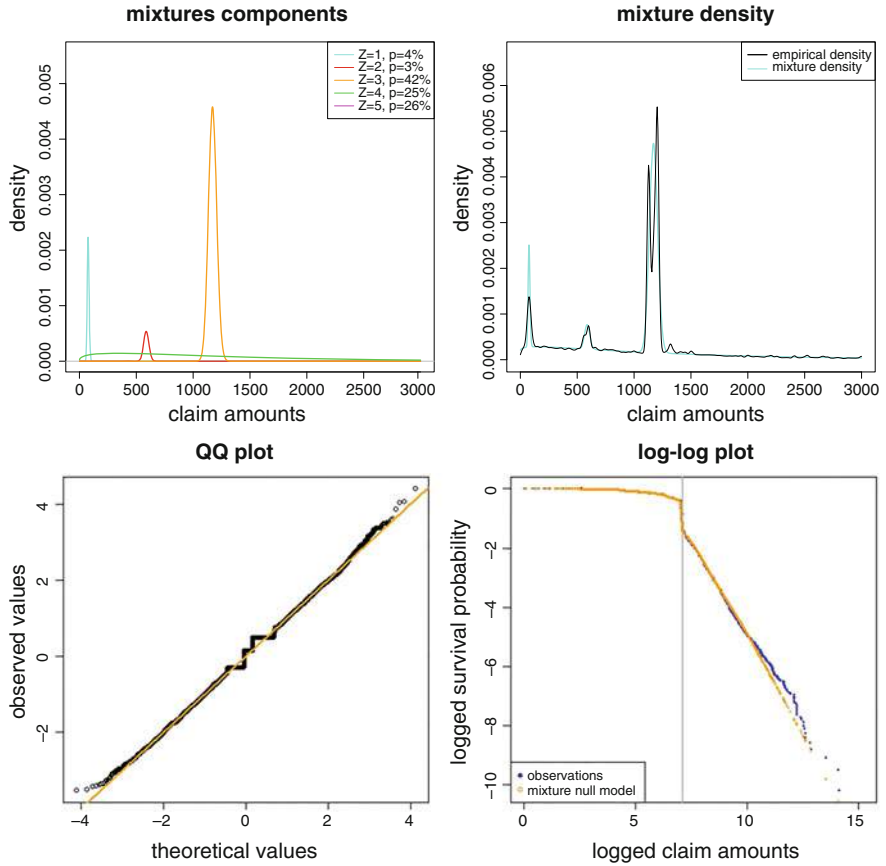 mixtures components
density
0.000 0.001 0.002 0.003 0.004 0.005
Z=1, p=4%
Z=2, p=3%
Z=3, p=42%
Z=4, p=25%
Z=5, p=26%
0 500 1000 1500 2000 2500 3000
claim amounts
mixture density
density
0.000 0.001 0.002 0.003 0.004 0.005 0.006
empirical density
mixture density
0 500 1000 1500 2000 2500 3000
claim amounts
QQ plot
observed values
−2 0 2 4
−4 −2 0 2 4
theoretical values
log-log plot
logged survival probability
−10 −8 −6 −4 −2 0
observations
mixture null model
0 5 10 15
logged claim amounts